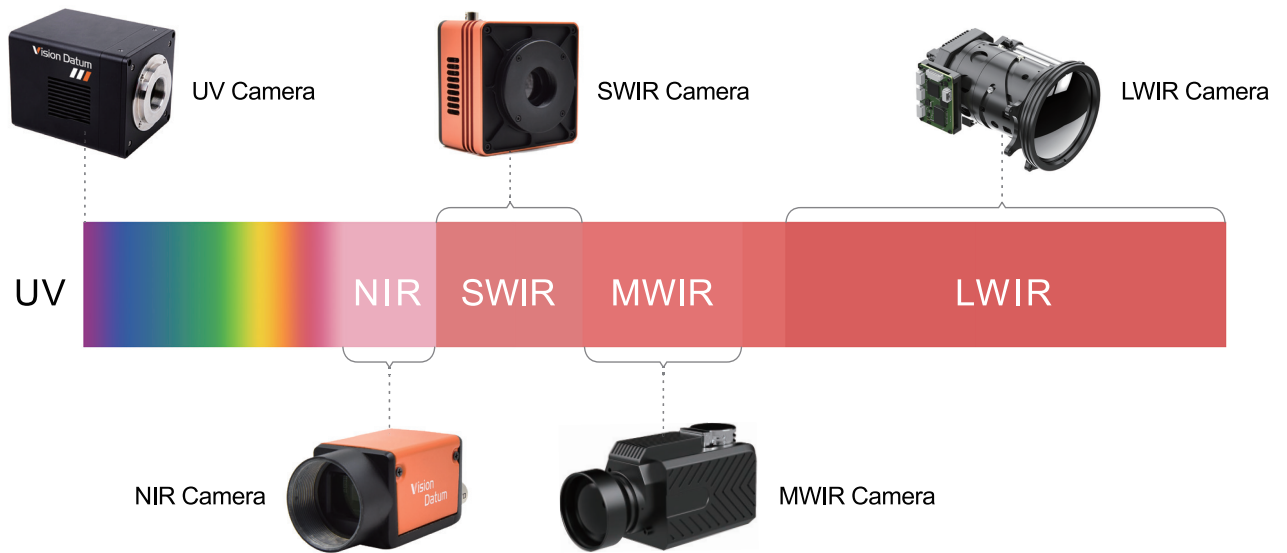 Vision Datum
UV Camera
SWIR Camera
LWIR Camera
UV
NIR
SWIR
MWIR
LWIR
NIR Camera
Vision
Datum
MWIR Camera